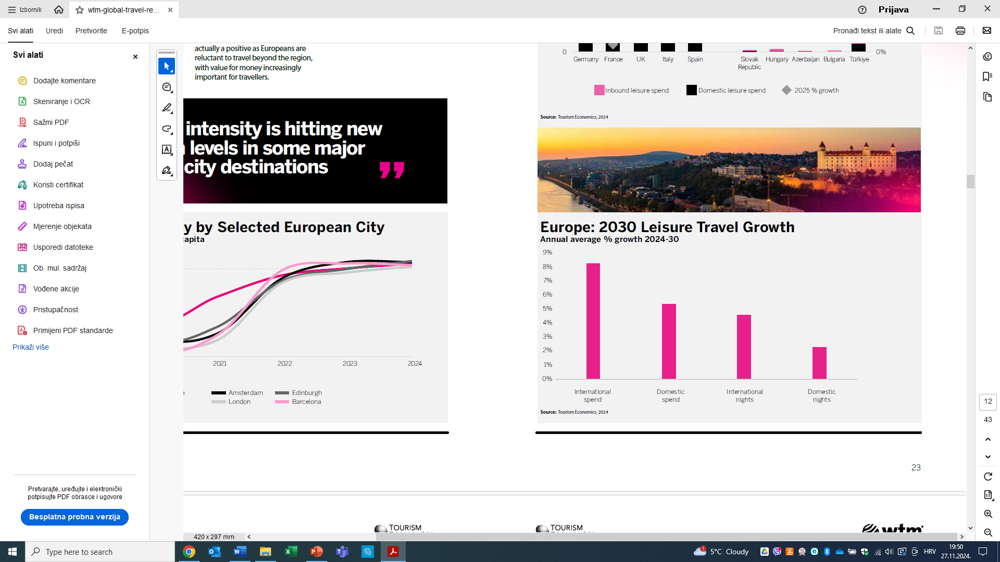 Izbornik
wtm-global-travel-re...
Prijava
Svi alati
Uredi
Pretvorite
E-potpis
Pronađi tekst ili alate
Svi alati
Dodajte komentare
Skeniranje i OCR
Sažmi PDF
Ispuni i potpiši
Dodaj pečat
Koristi certifikat
Upotreba ispisa
Mjerenje objekata
Usporedi datoteke
Ob. mul. sadržaj
Vođene akcije
Pristupačnost
Primijeni PDF standarde
Prikaži više
Pretvarajte, uređujte i elektronički
potpisujte PDF obrasce i ugovore
Besplatna probna verzija
actually a positive as Europeans are
reluctant to travel beyond the region,
with value for money increasingly
important for travellers.
intensity is hitting new
levels in some major
city destinations
y by Selected European City
apita
2021 2022 2023 2024
e
Amsterdam Edinburgh
London Barcelona
0 0%
Germany France UK Italy Spain Slovak Hungary Azerbaijan Bulgaria Türkiye
Republic
Inbound leisure spend Domestic leisure spend 2025 % growth
Source: Tourism Economics, 2024
Europe: 2030 Leisure Travel Growth
Annual average % growth 2024-30
9%
8%
7%
6%
5%
4%
3%
2%
1%
0%
International Domestic International Domestic
spend spend nights nights
Source: Tourism Economics, 2024
23
TOURISM
TOURISM
wtm
12
43
420 x 297 mm
Type here to search
5°C Cloudy
HRV
19:50
27.11.2024.